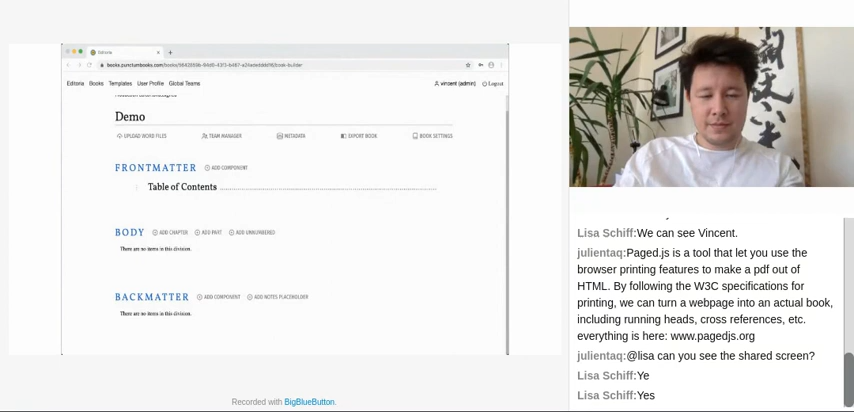 Editoria
books.punctumbooks.com/books/
Editoria Books Templates User Profile Global Teams
vincent (admin) Logout
Demo
UPLOAD WORD FILES TEAM MANAGER METADATA EXPORT BOOK BOOK SETTINGS
FRONTMATTER ADD COMPONENT
Table of Contents
BODY ADD CHAPTER ADD PART ADD UNNUMBERED
There are no items in this division.
BACKMATTER ADD COMPONENT ADD NOTES PLACEHOLDER
There are no items in this division.
Recorded with BigBlueButton.
Lisa Schiff:We can see Vincent.
julientaq:Paged.js is a tool that let you use the
browser printing features to make a pdf out of
HTML. By following the W3C specifications for
printing, we can turn a webpage into an actual book,
including running heads, cross references, etc.
everything is here: www.pagedjs.org
julientaq:@lisa can you see the shared screen?
Lisa Schiff:Ye
Lisa Schiff:Yes